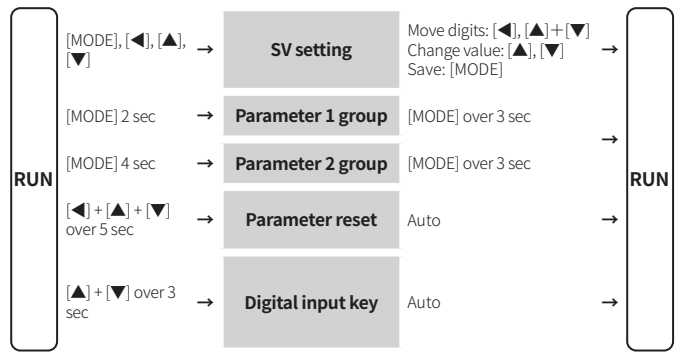 RUN
[MODE], [◀], [▲],
[▼]
→
SV setting
Move digits: [◀], [▲]+[▼]
Change value: [▲], [▼]
Save: [MODE]
→
[MODE] 2 sec
→
Parameter 1 group
[MODE] over 3 sec
→
[MODE] 4 sec
→
Parameter 2 group
[MODE] over 3 sec
[◀] + [▲] + [▼]
over 5 sec
→
Parameter reset
Auto
→
[▲] + [▼] over 3
sec
→
Digital input key
Auto
→
RUN